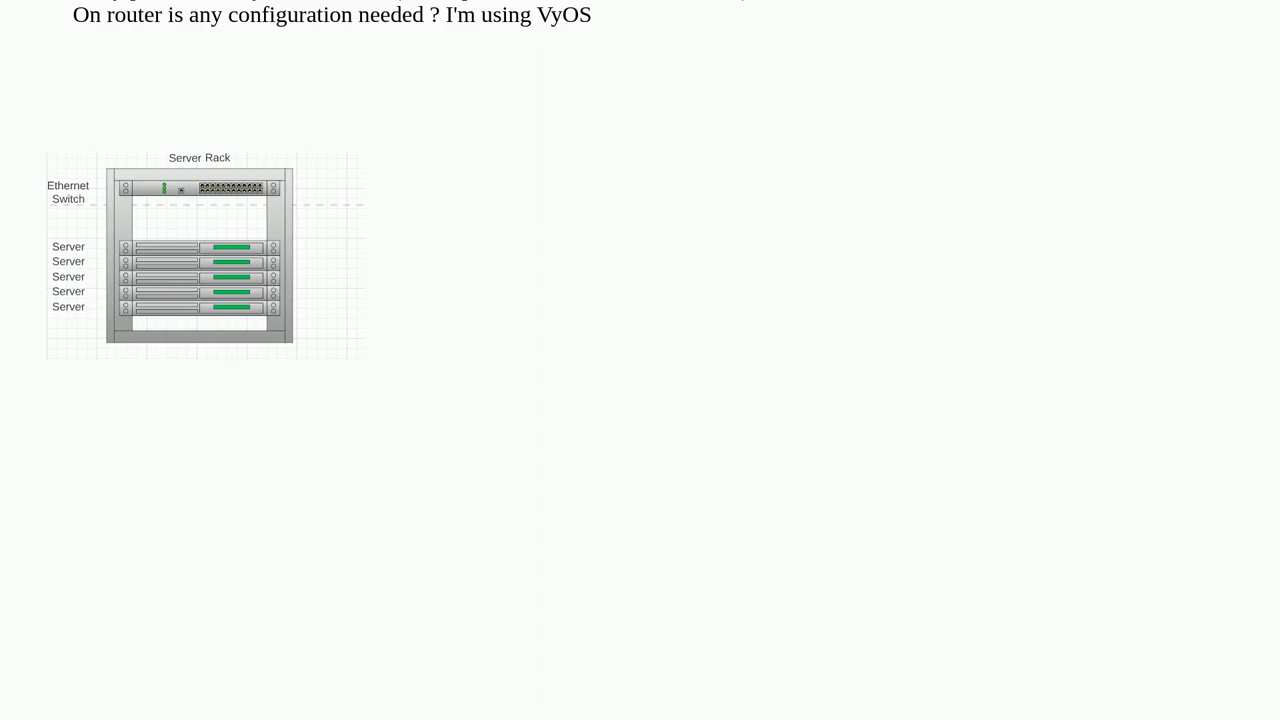 On router is any configuration needed ? I'm using VyOS
Server Rack
Ethernet
Switch
Server
Server
Server
Server
Server